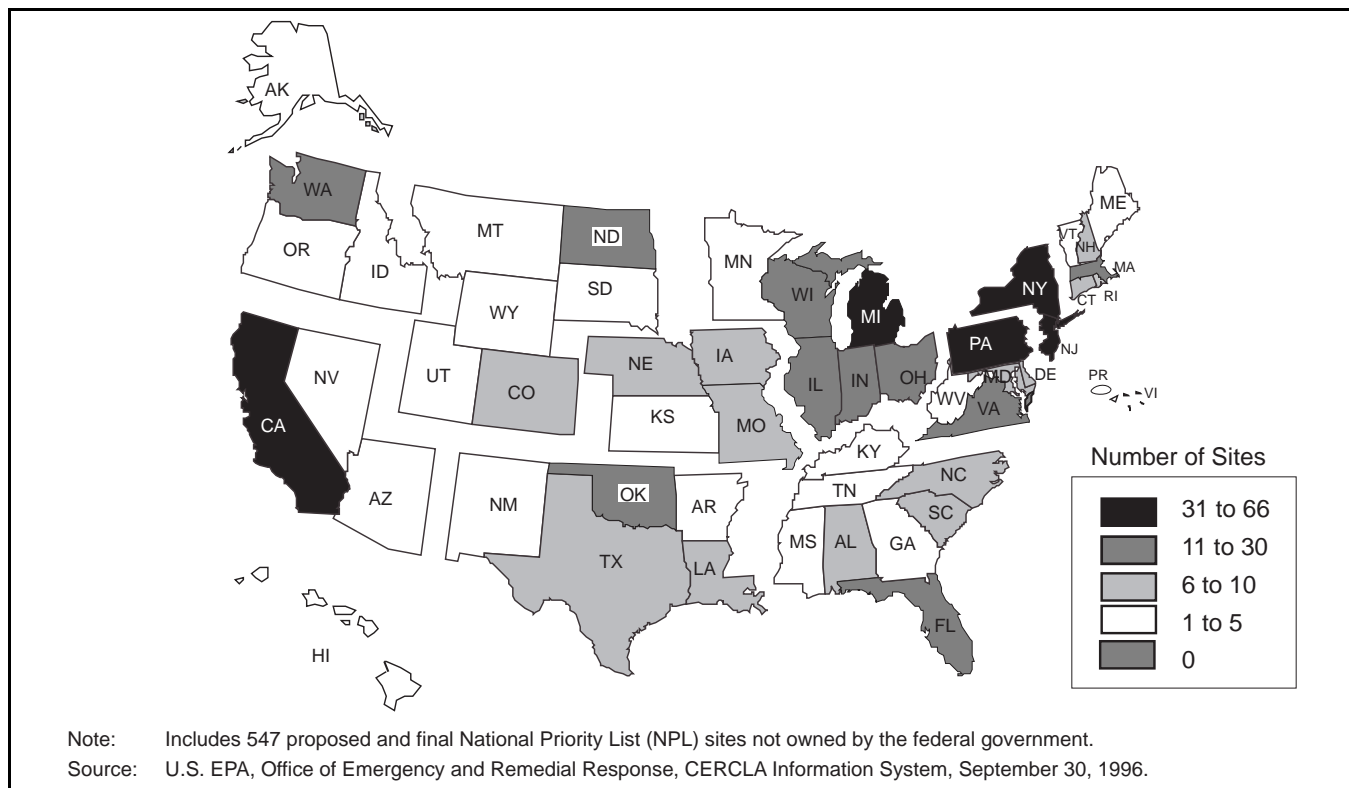 AK
WA
MT
ND
MN
ME
VT
NH
OR
ID
SD
WI
MI
NY
MA
CT RI
WY
PA
NJ
NV
UT
CO
NE
IA
IL
IN
OH
MD
DE
PR
VI
WV
VA
CA
KS
MO
KY
AZ
NM
OK
AR
TN
NC
SC
TX
LA
MS
AL
GA
FL
HI
Number of Sites
31 to 66
11 to 30
6 to 10
1 to 5
0
Note: Includes 547 proposed and final National Priority List (NPL) sites not owned by the federal government.
Source: U.S. EPA, Office of Emergency and Remedial Response, CERCLA Information System, September 30, 1996.